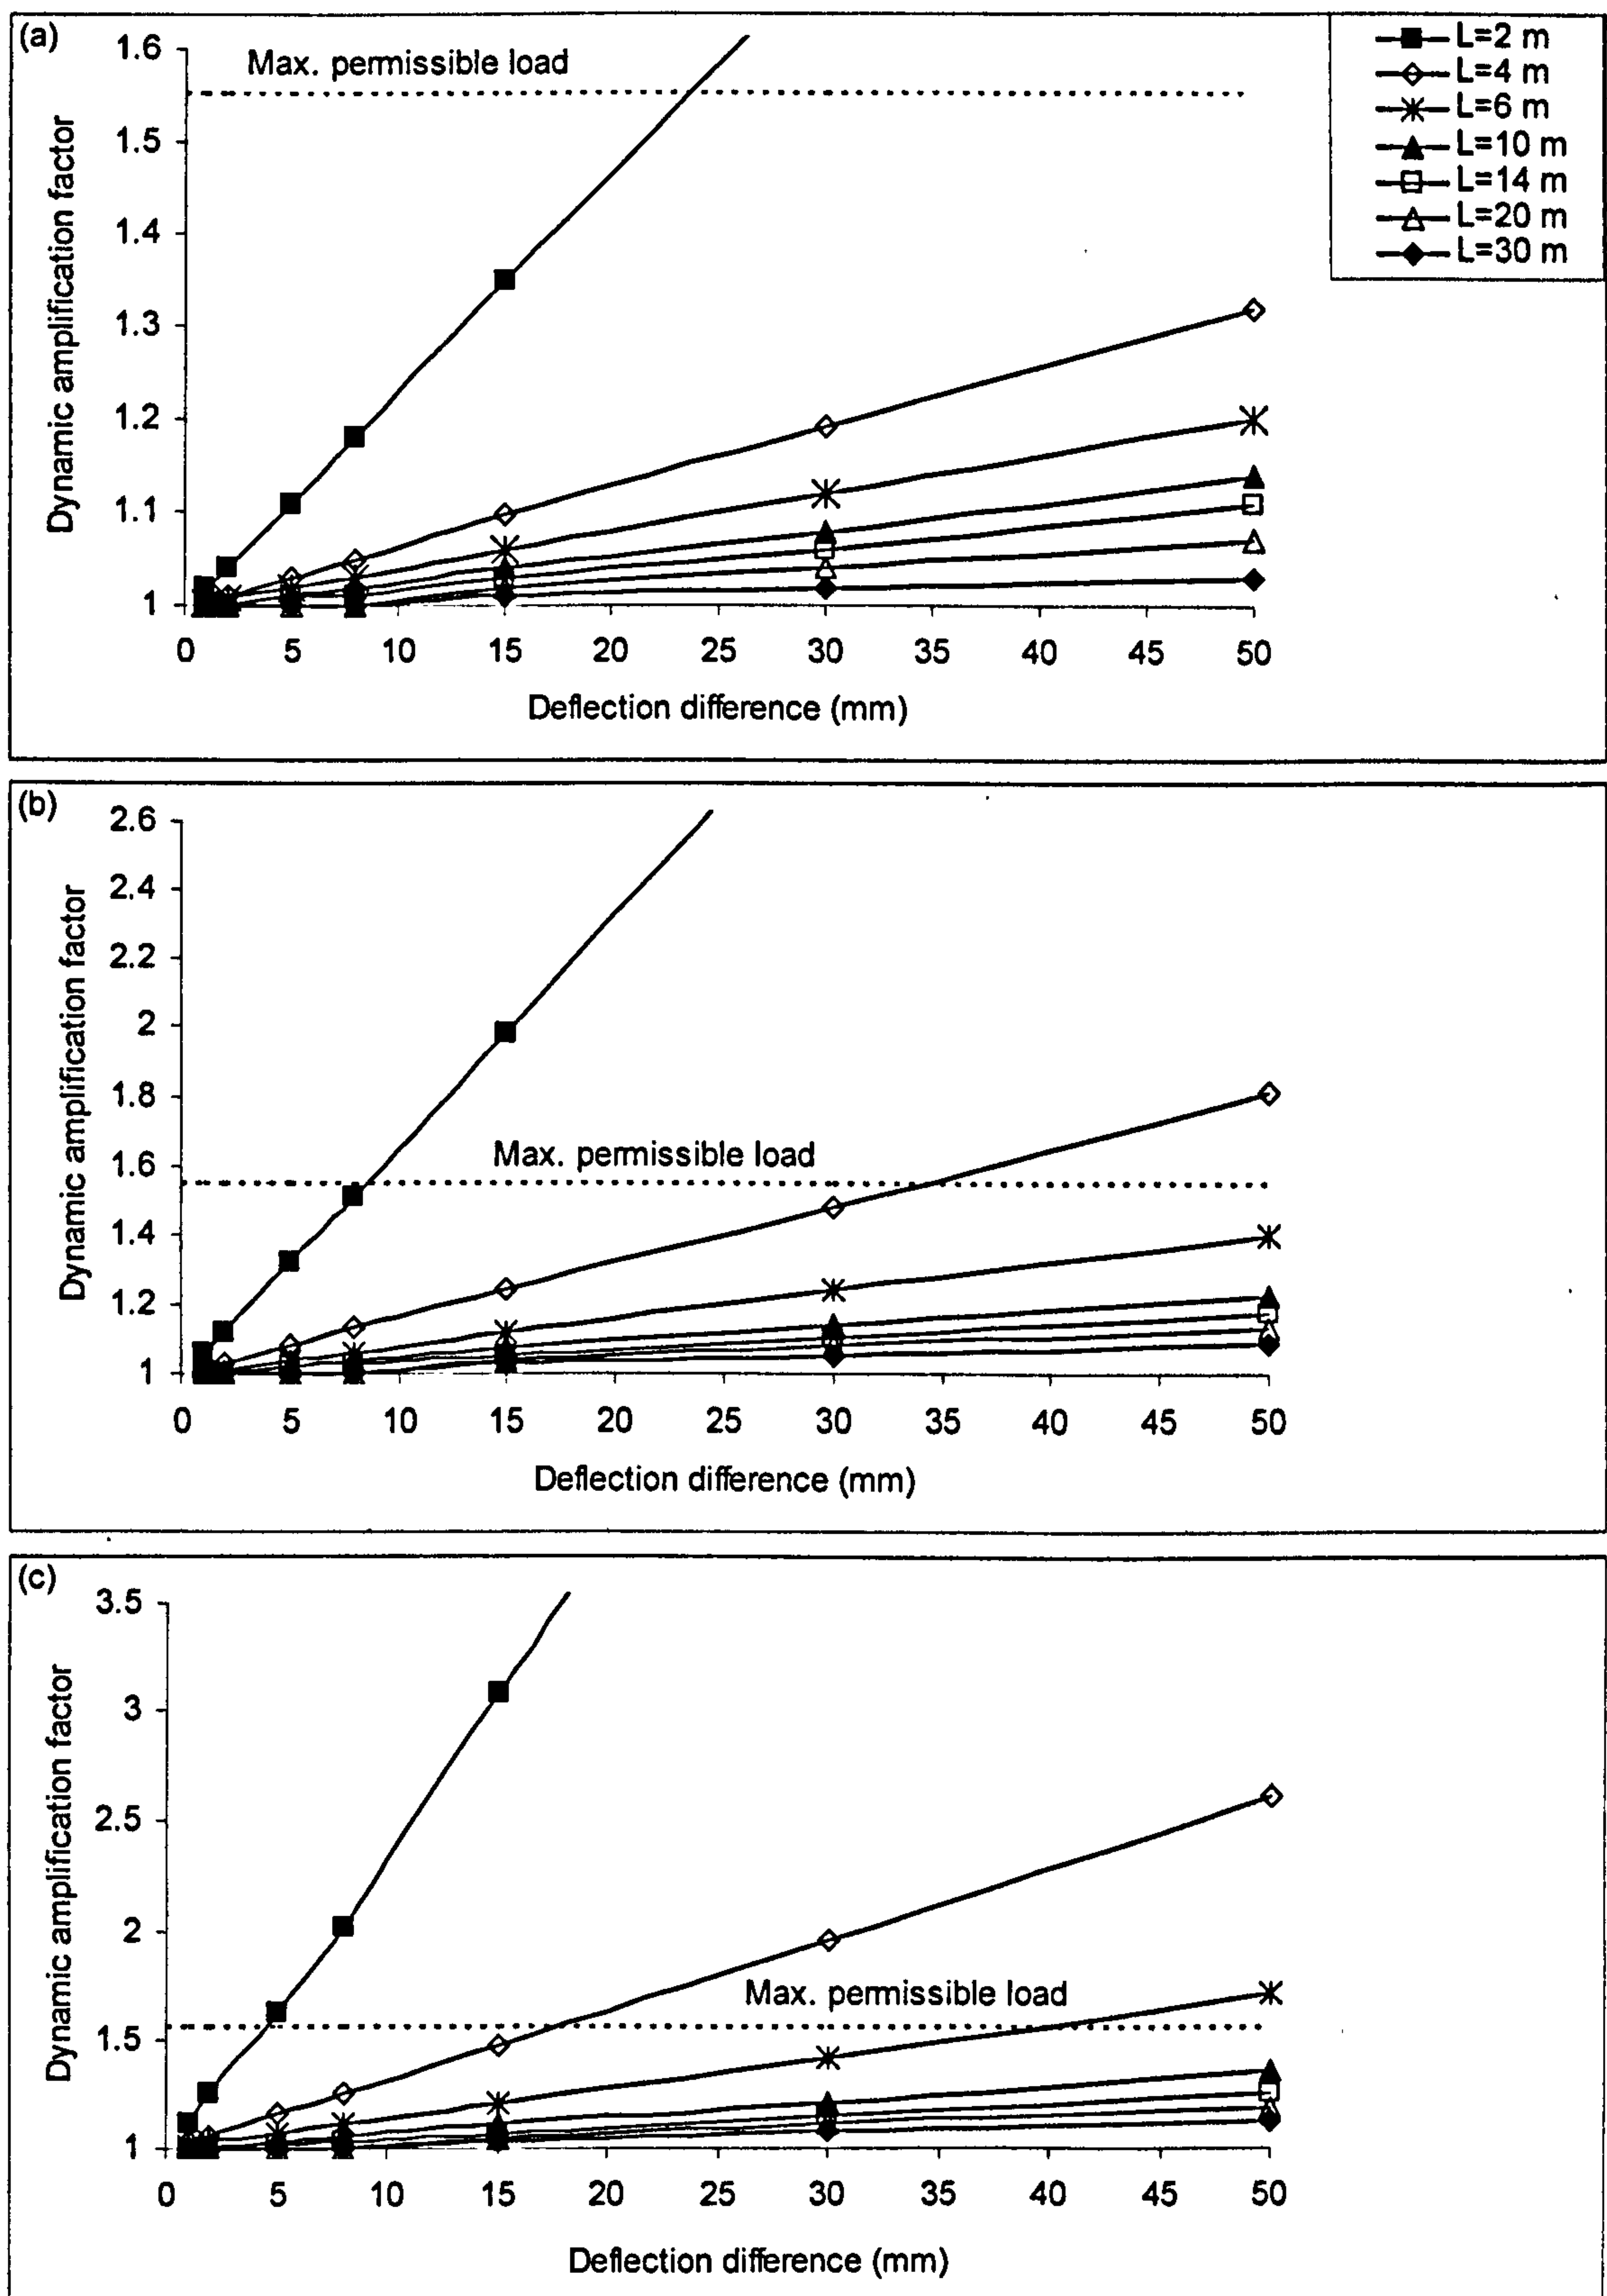 (a)
1.6
1.5
1.4
1.3
1.2
1.1
1
Dynamic amplification factor
Max. permissible load
0 5 10 15 20 25 30 35 40 45 50
Deflection difference (mm)
L=2 m
L=4 m
L=6 m
L=10 m
L=14 m
L=20 m
L=30 m
(b)
2.6
2.4
2.2
2
1.8
1.6
1.4
1.2
1
Dynamic amplification factor
Max. permissible load
0 5 10 15 20 25 30 35 40 45 50
Deflection difference (mm)
(c)
3.5
3
2.5
2
1.5
1
Dynamic amplification factor
Max. permissible load
0 5 10 15 20 25 30 35 40 45 50
Deflection difference (mm)